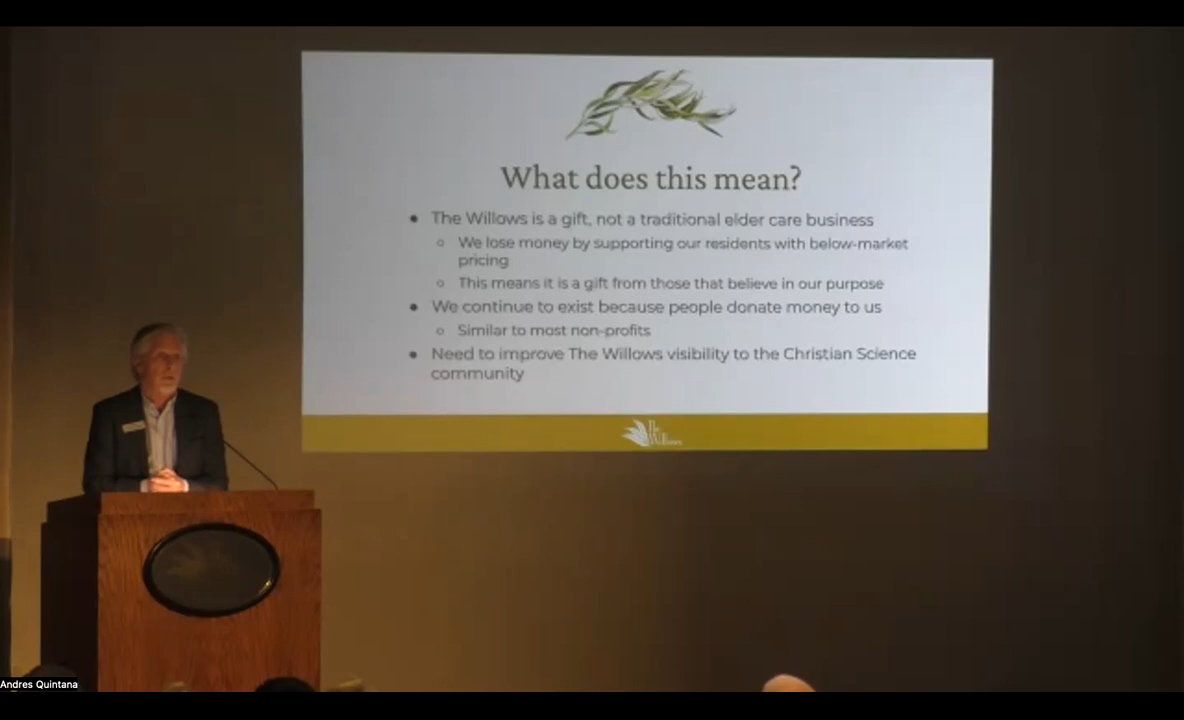 What does this mean?
● The Willows is a gift, not a traditional elder care business
○ We lose money by supporting our residents with below-market
pricing
○ This means it is a gift from those that believe in our purpose
● We continue to exist because people donate money to us
○ Similar to most non-profits
● Need to improve The Willows visibility to the Christian Science
community
The
Willows
Andres Quintana